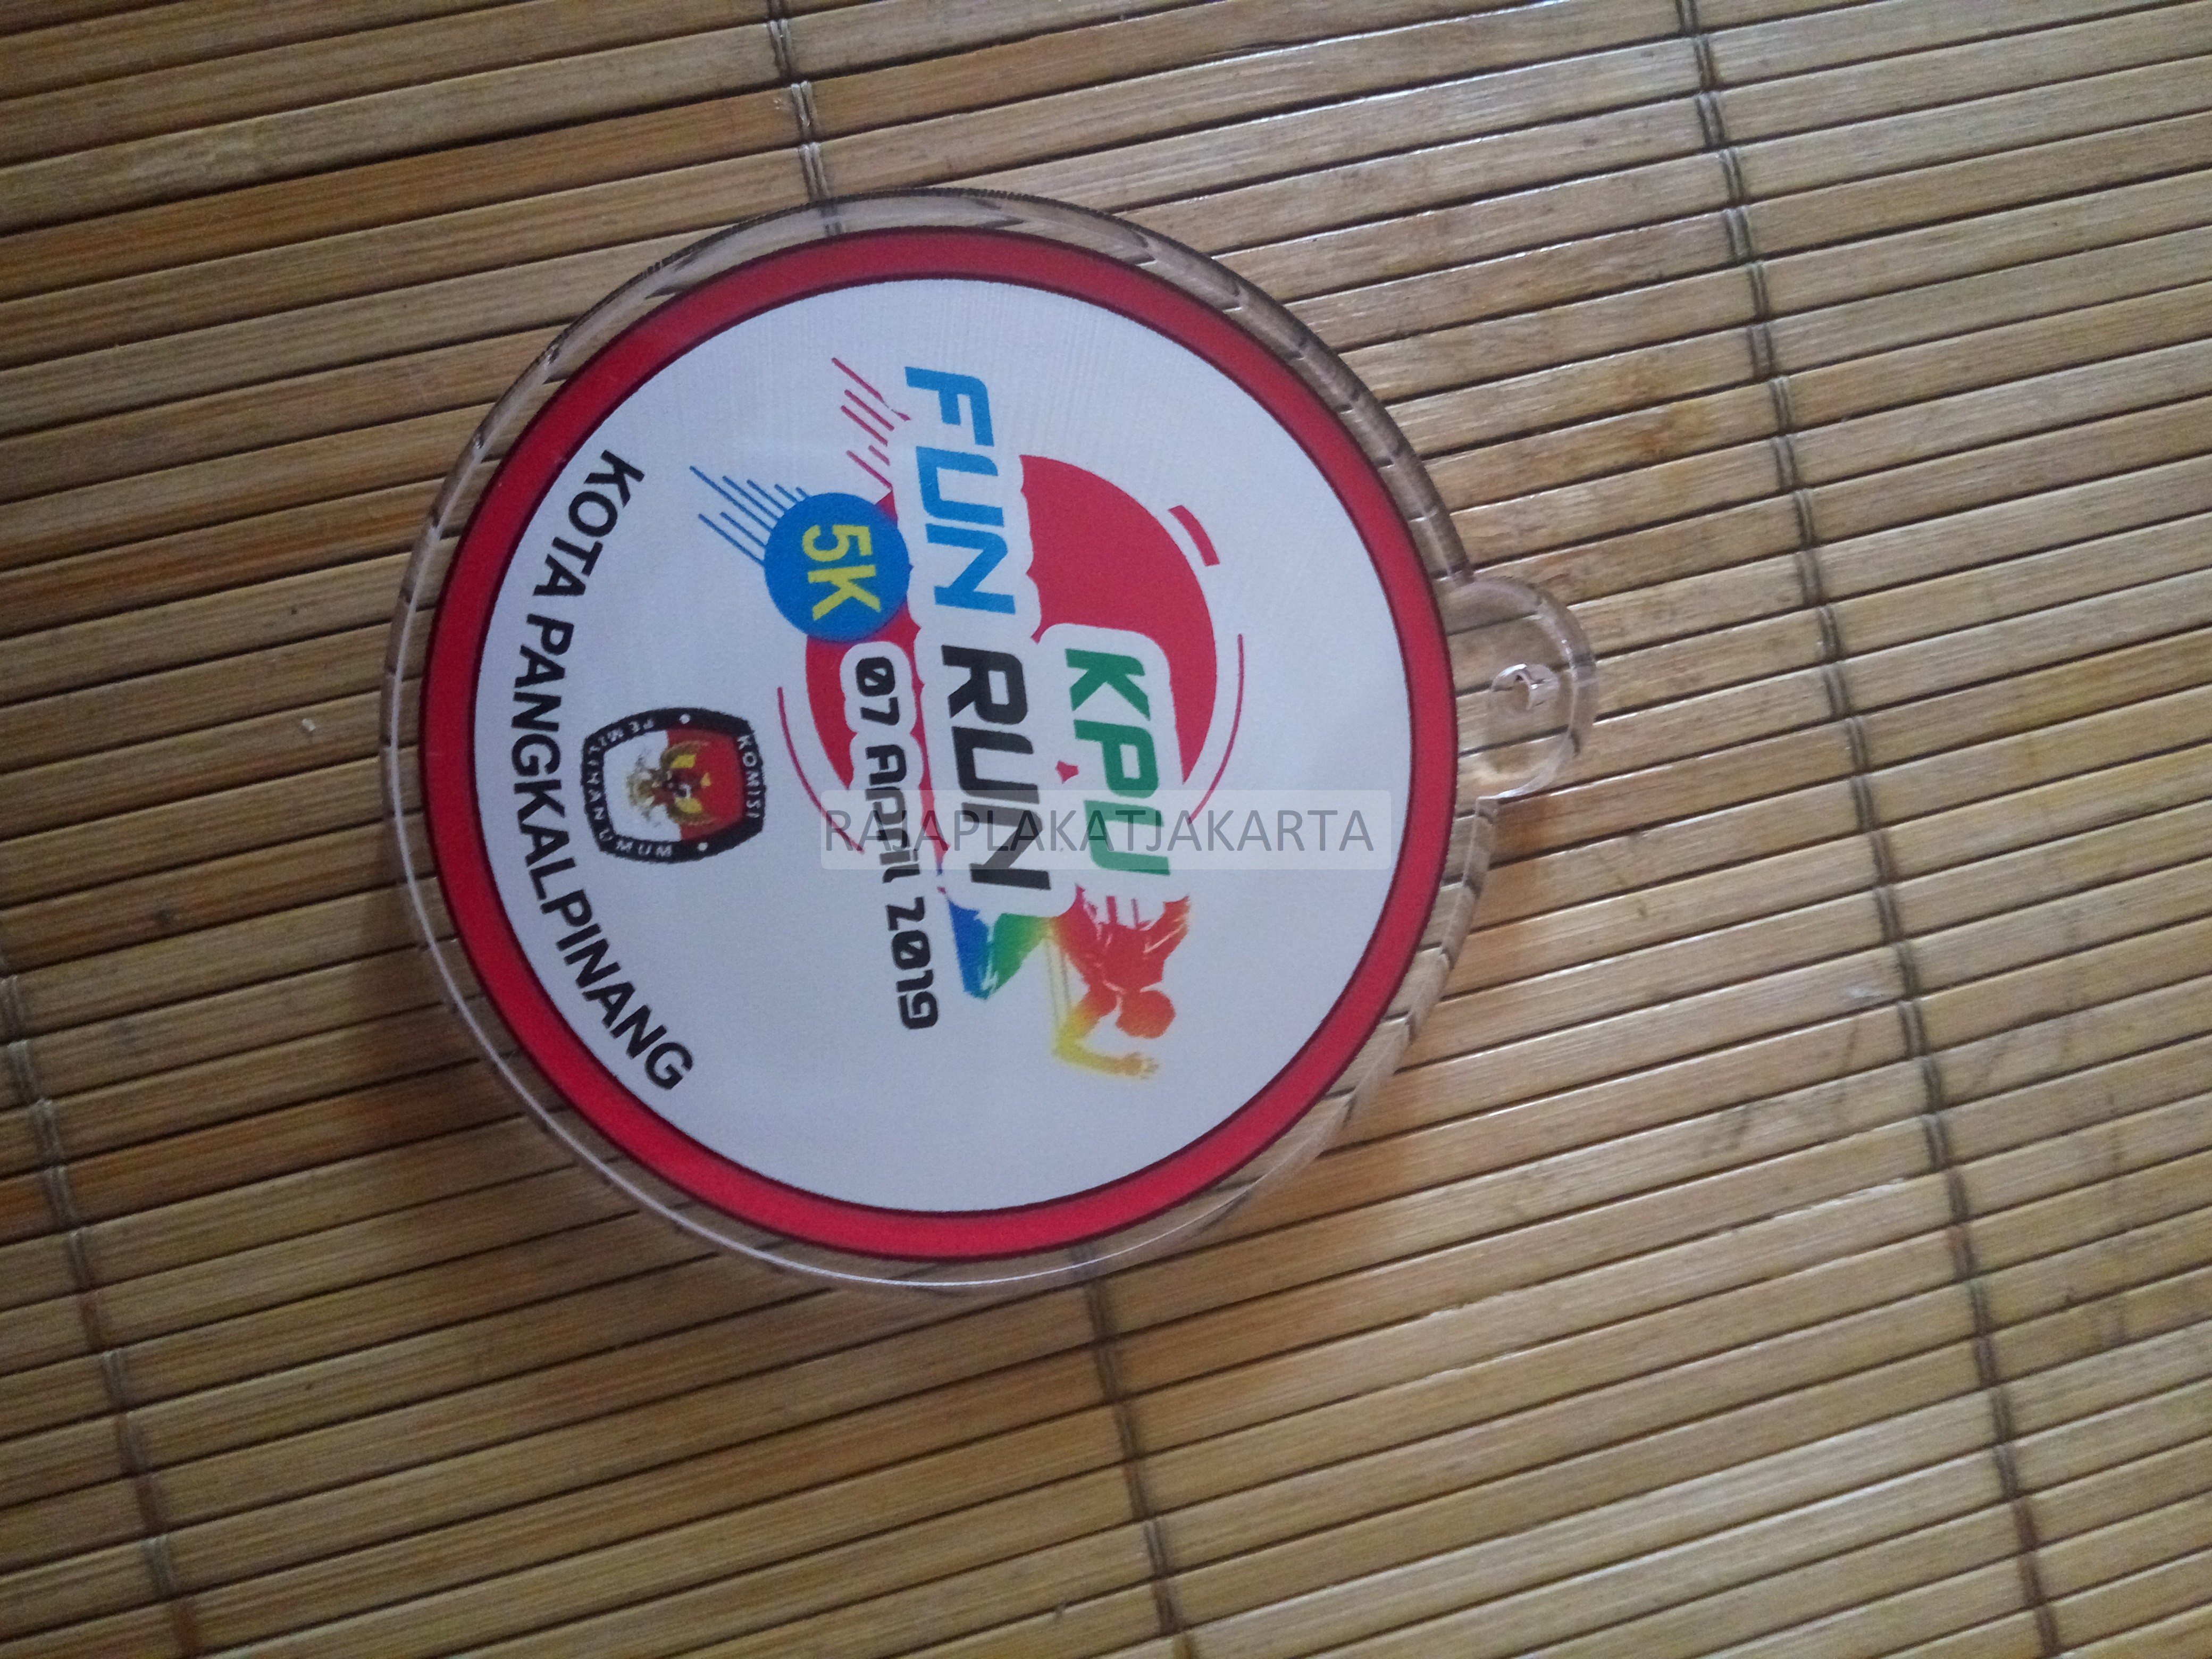 KPU
FUN RUN
5K
07 April 2019
KOMISI
PEMILIHAN UMUM
KOTA PANGKALPINANG
RAJAPLAKATJAKARTA